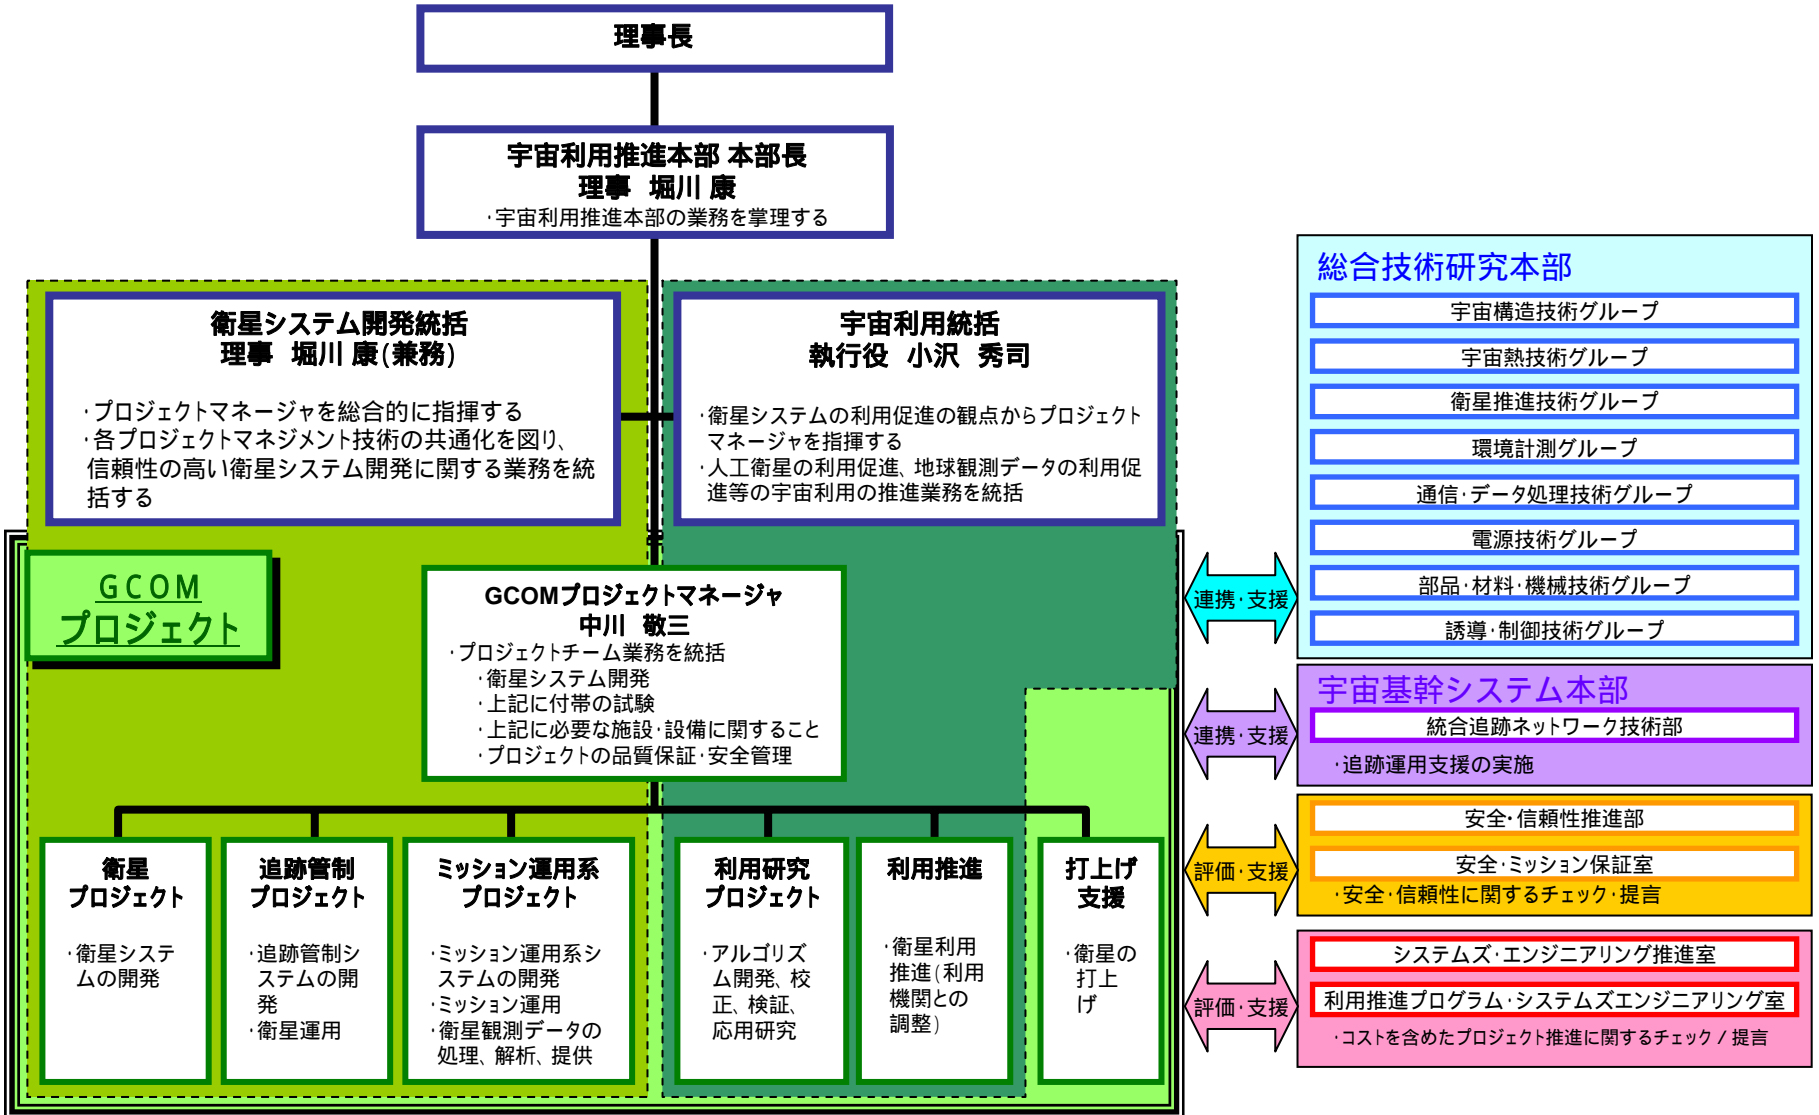 理事長
宇宙利用推進本部 本部長
理事 堀川 康
・宇宙利用推進本部の業務を掌理する
衛星システム開発統括
理事 堀川 康(兼務)
・プロジェクトマネージャを総合的に指揮する
・各プロジェクトマネジメント技術の共通化を図り、
信頼性の高い衛星システム開発に関する業務を統
括する
宇宙利用統括
執行役 小沢 秀司
・衛星システムの利用促進の観点からプロジェクト
マネージャを指揮する
・人工衛星の利用促進、地球観測データの利用促
進等の宇宙利用の推進業務を統括
GCOM
プロジェクト
GCOMプロジェクトマネージャ
中川 敬三
・プロジェクトチーム業務を統括
・衛星システム開発
・上記に付帯の試験
・上記に必要な施設・設備に関すること
・プロジェクトの品質保証・安全管理
衛星
プロジェクト
・衛星システ
ムの開発
追跡管制
プロジェクト
・追跡管制シ
ステムの開
発
・衛星運用
ミッション運用系
プロジェクト
・ミッション運用系シ
ステムの開発
・ミッション運用
・衛星観測データの
処理、解析、提供
利用研究
プロジェクト
・アルゴリズ
ム開発、校
正、検証、
応用研究
利用推進
・衛星利用
推進(利用
機関との
調整)
打上げ
支援
・衛星の
打上
げ
連携・支援
連携・支援
評価・支援
評価・支援
総合技術研究本部
宇宙構造技術グループ
宇宙熱技術グループ
衛星推進技術グループ
環境計測グループ
通信・データ処理技術グループ
電源技術グループ
部品・材料・機械技術グループ
誘導・制御技術グループ
宇宙基幹システム本部
統合追跡ネットワーク技術部
・追跡運用支援の実施
安全・信頼性推進部
安全・ミッション保証室
・安全・信頼性に関するチェック・提言
システムズ・エンジニアリング推進室
利用推進プログラム・システムズエンジニアリング室
・コストを含めたプロジェクト推進に関するチェック/提言